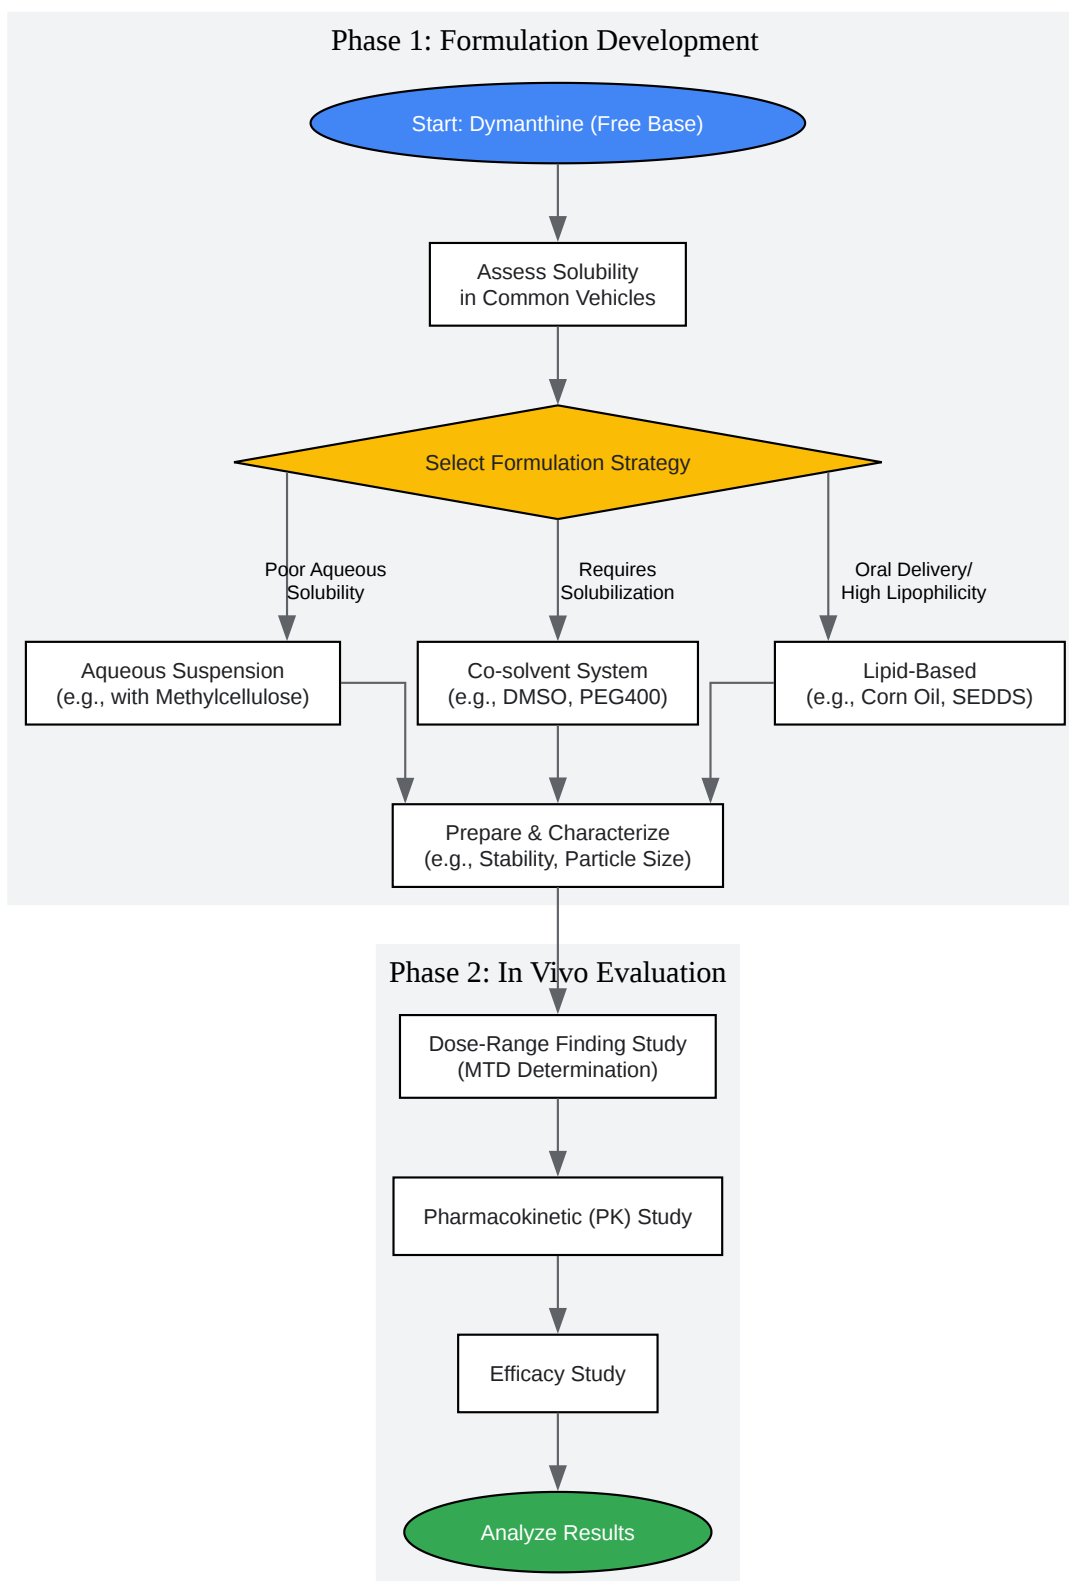 Phase 1: Formulation Development
Start: Dymanthine (Free Base)
Assess Solubility
in Common Vehicles
Select Formulation Strategy
Poor Aqueous
Solubility
Requires
Solubilization
Oral Delivery/
High Lipophilicity
Aqueous Suspension
(e.g., with Methylcellulose)
Co-solvent System
(e.g., DMSO, PEG400)
Lipid-Based
(e.g., Corn Oil, SEDDS)
Prepare & Characterize
(e.g., Stability, Particle Size)
Phase 2: In Vivo Evaluation
Dose-Range Finding Study
(MTD Determination)
Pharmacokinetic (PK) Study
Efficacy Study
Analyze Results